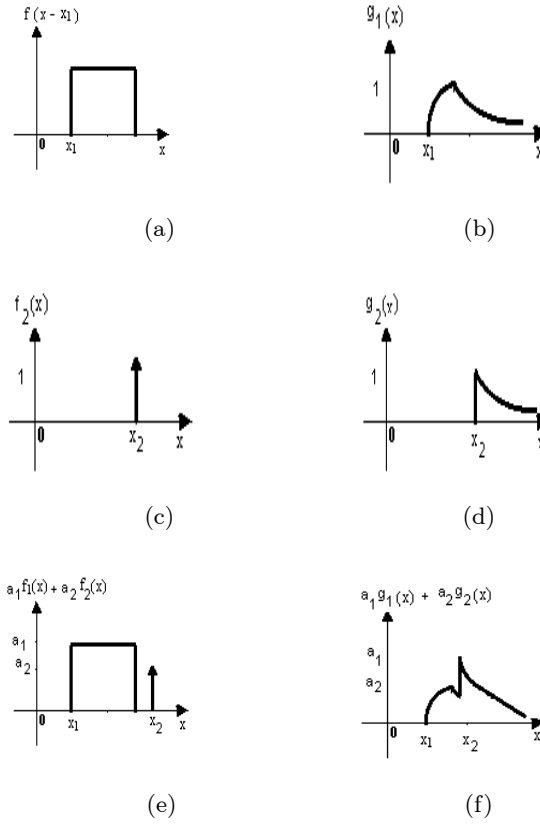 f(x − x₁) g₁(x)
1
0 x₁ x 0 x₁ x
(a) (b)
f₂(x) g₂(x)
1 1
0 x₂ x 0 x₂ x
(c) (d)
a₁f1(x) + a₂f₂(x) a₁g₁(x) + a₂g₂(x)
a₁ a₁
a₂ a₂
0 x₁ x₂ x 0 x₁ x₂ x
(e) (f)